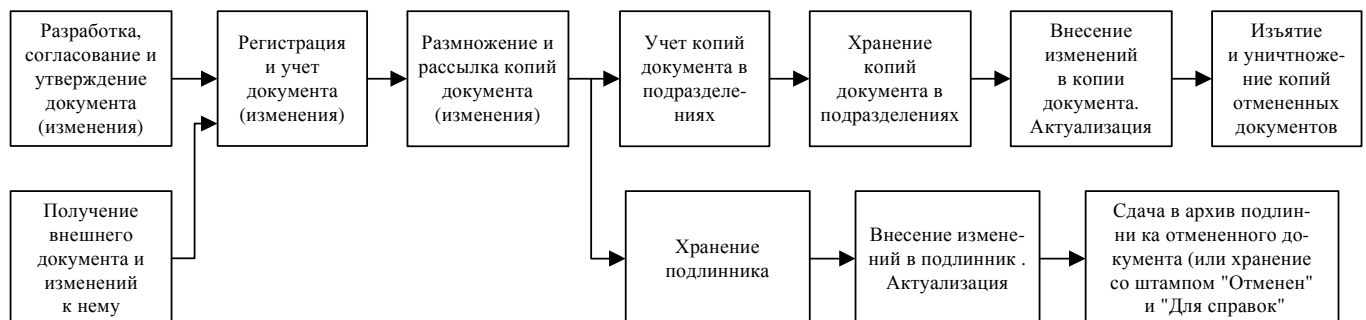 Разработка,
согласование и
утверждение
документа
(изменения)
Регистрация
и учет
документа
(изменения)
Размножение и
рассылка копий
документа
(изменения)
Учет копий
документа в
подразделе-
ниях
Хранение
копий
документа в
подразделениях
Внесение
изменений
в копии
документа.
Актуализация
Изъятие
и уничтноже-
ние копий
отмененных
документов
Получение
внешнего
документа и
изменений
к нему
Хранение
подлинника
Внесение измене-
ний в подлинник .
Актуализация
Сдача в архив подлин-
ни ка отмененного до-
кумента (или хранение
со штампом "Отменен"
и "Для справок"